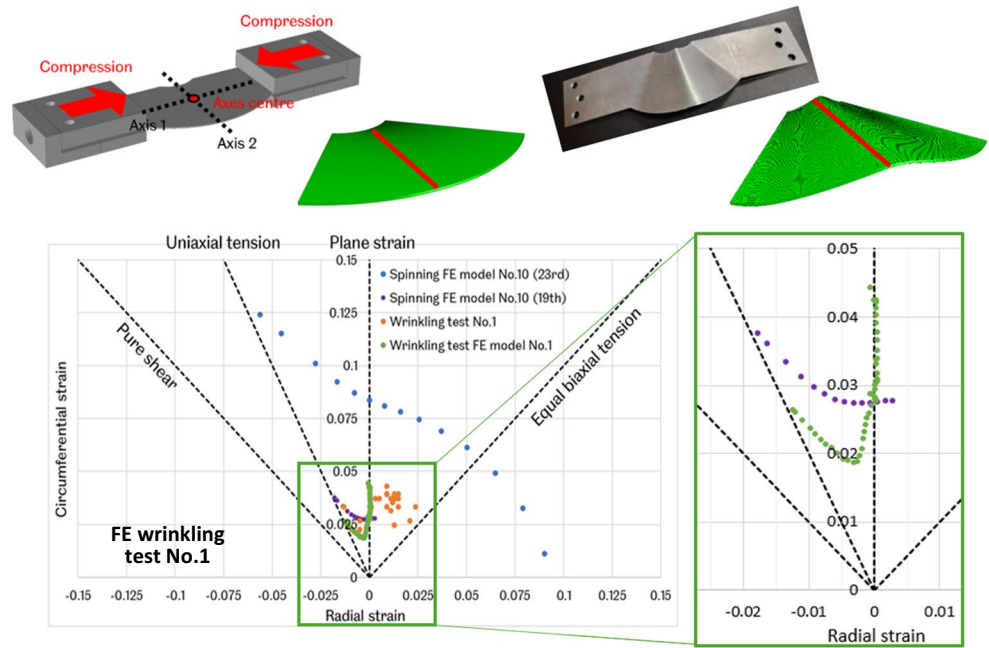 Compression
Compression
Axes centre
Axis 1
Axis 2
Uniaxial tension
Plane strain
Pure shear
Equal biaxial tension
Spinning FE model No.10 (23rd)
Spinning FE model No.10 (19th)
Wrinkling test No.1
Wrinkling test FE model No.1
Circumferential strain
0.15
0.125
0.1
0.075
0.05
0.025
0
-0.15
-0.125
-0.1
-0.075
-0.05
-0.025
0
0.025
0.05
0.075
0.1
0.125
0.15
Radial strain
FE wrinkling
test No.1
0.05
0.04
0.03
0.02
0.01
0
-0.02
-0.01
0
0.01
Radial strain